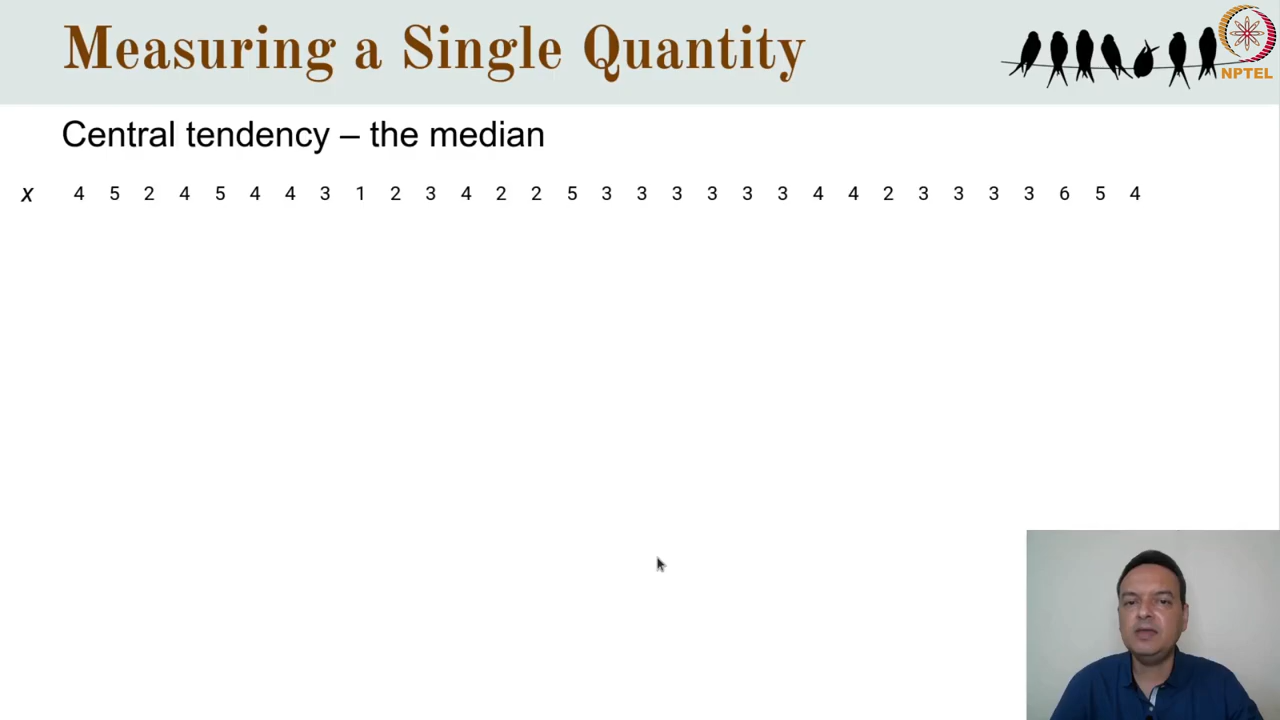 Measuring a Single Quantity
NPTEL
Central tendency – the median
x 4 5 2 4 5 4 4 3 1 2 3 4 2 2 5 3 3 3 3 3 3 4 4 2 3 3 3 3 6 5 4